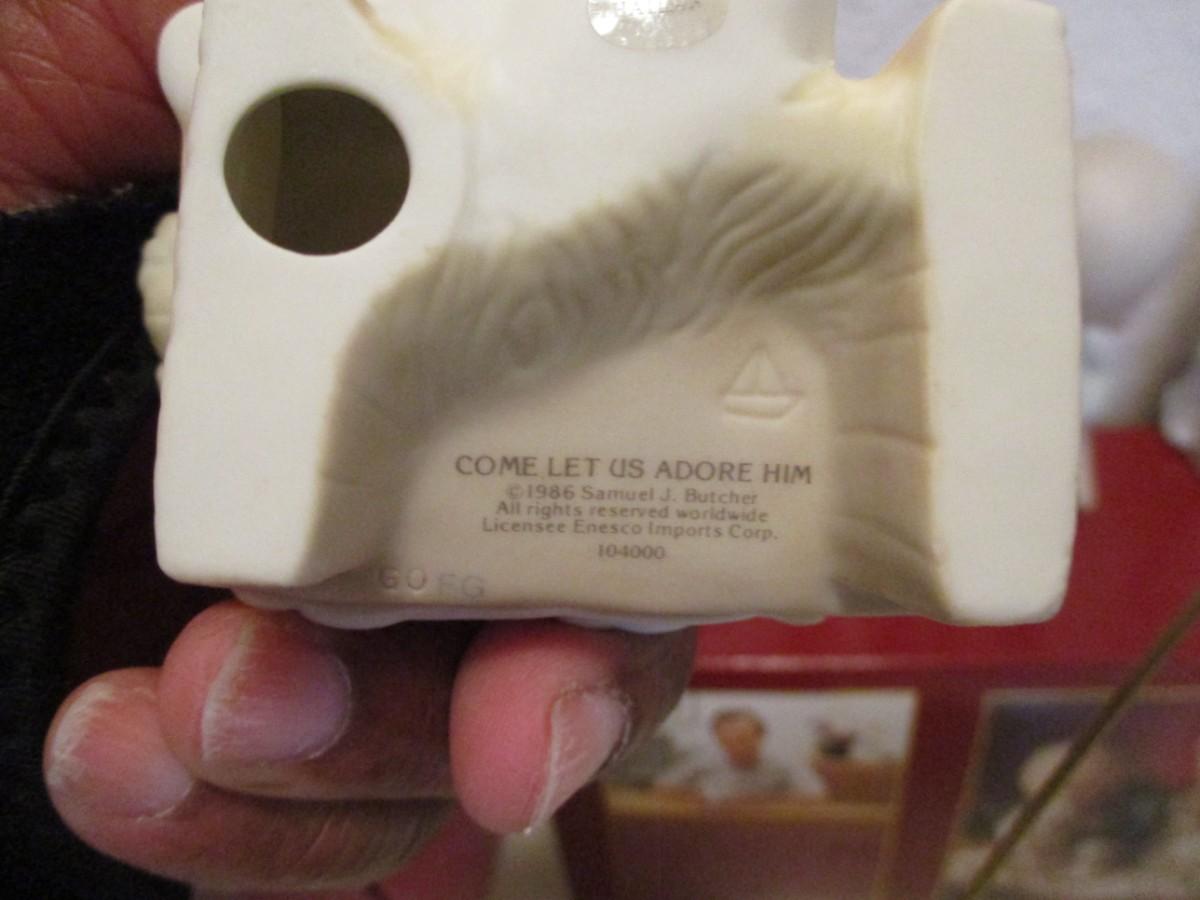 COME LET US ADORE HIM
©1986 Samuel J. Butcher
All rights reserved worldwide
Licensee Enesco Imports Corp.
104000